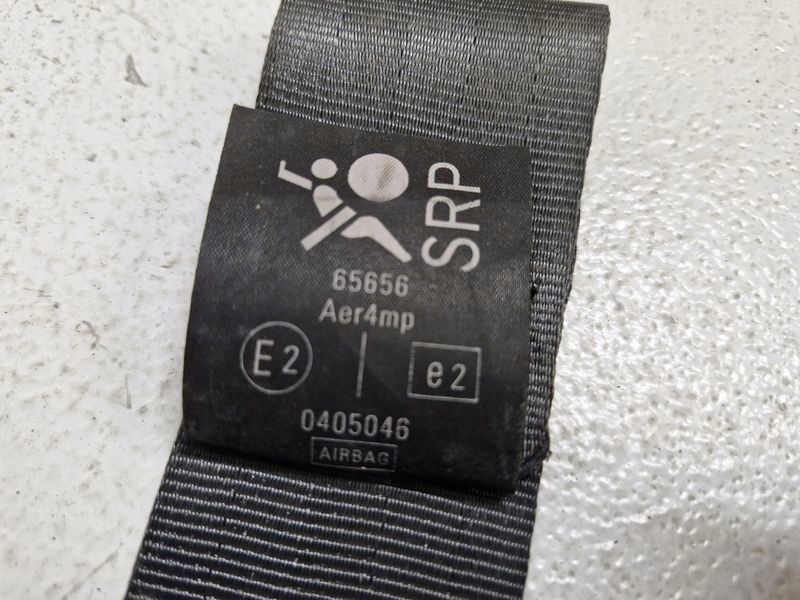 SRP
65656
Aer4mp
E2 e2
0405046
AIRBAG